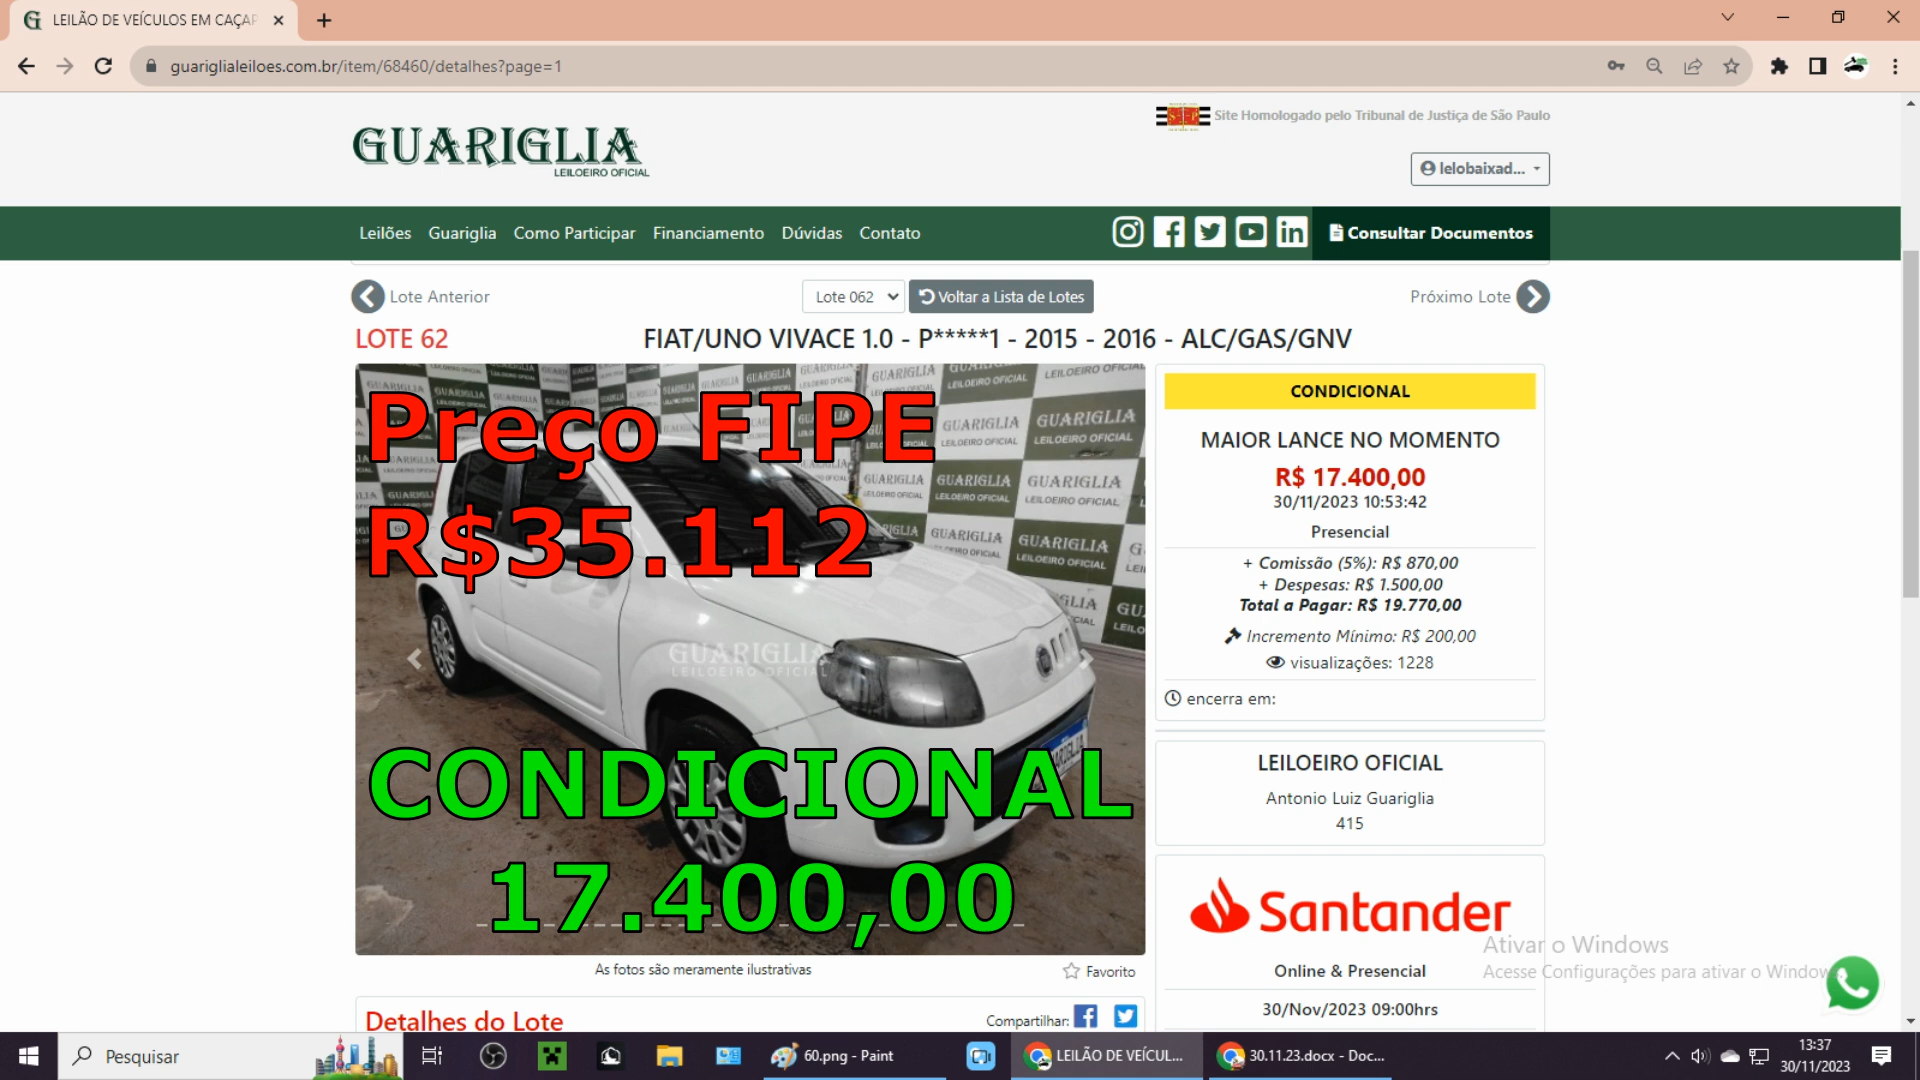 LEILÃO DE VEÍCULOS EM CAÇAP
guariglialeiloes.com.br/item/68460/detalhes?page=1
Site Homologado pelo Tribunal de Justiça de São Paulo
GUARIGLIA
LEILOEIRO OFICIAL
lelobaixad...
Leilões Guariglia Como Participar Financiamento Dúvidas Contato
Consultar Documentos
Lote Anterior
Lote 062
Voltar a Lista de Lotes
Próximo Lote
LOTE 62
FIAT/UNO VIVACE 1.0 - P*****1 - 2015 - 2016 - ALC/GAS/GNV
Preço FIPE
R$35.112
GUARIGLIA
LEILOEIRO OFICIAL
CONDICIONAL
17.400,00
As fotos são meramente ilustrativas
Favorito
Detalhes do Lote
Compartilhar:
CONDICIONAL
MAIOR LANCE NO MOMENTO
R$ 17.400,00
30/11/2023 10:53:42
Presencial
+ Comissão (5%): R$ 870,00
+ Despesas: R$ 1.500,00
Total a Pagar: R$ 19.770,00
Incremento Mínimo: R$ 200,00
visualizações: 1228
encerra em:
LEILOEIRO OFICIAL
Antonio Luiz Guariglia
415
Santander
Online & Presencial
30/Nov/2023 09:00hrs
Ativar o Windows
Acesse Configurações para ativar o Windows
Pesquisar
60.png - Paint
LEILÃO DE VEÍCUL...
30.11.23.docx - Doc...
13:37
30/11/2023